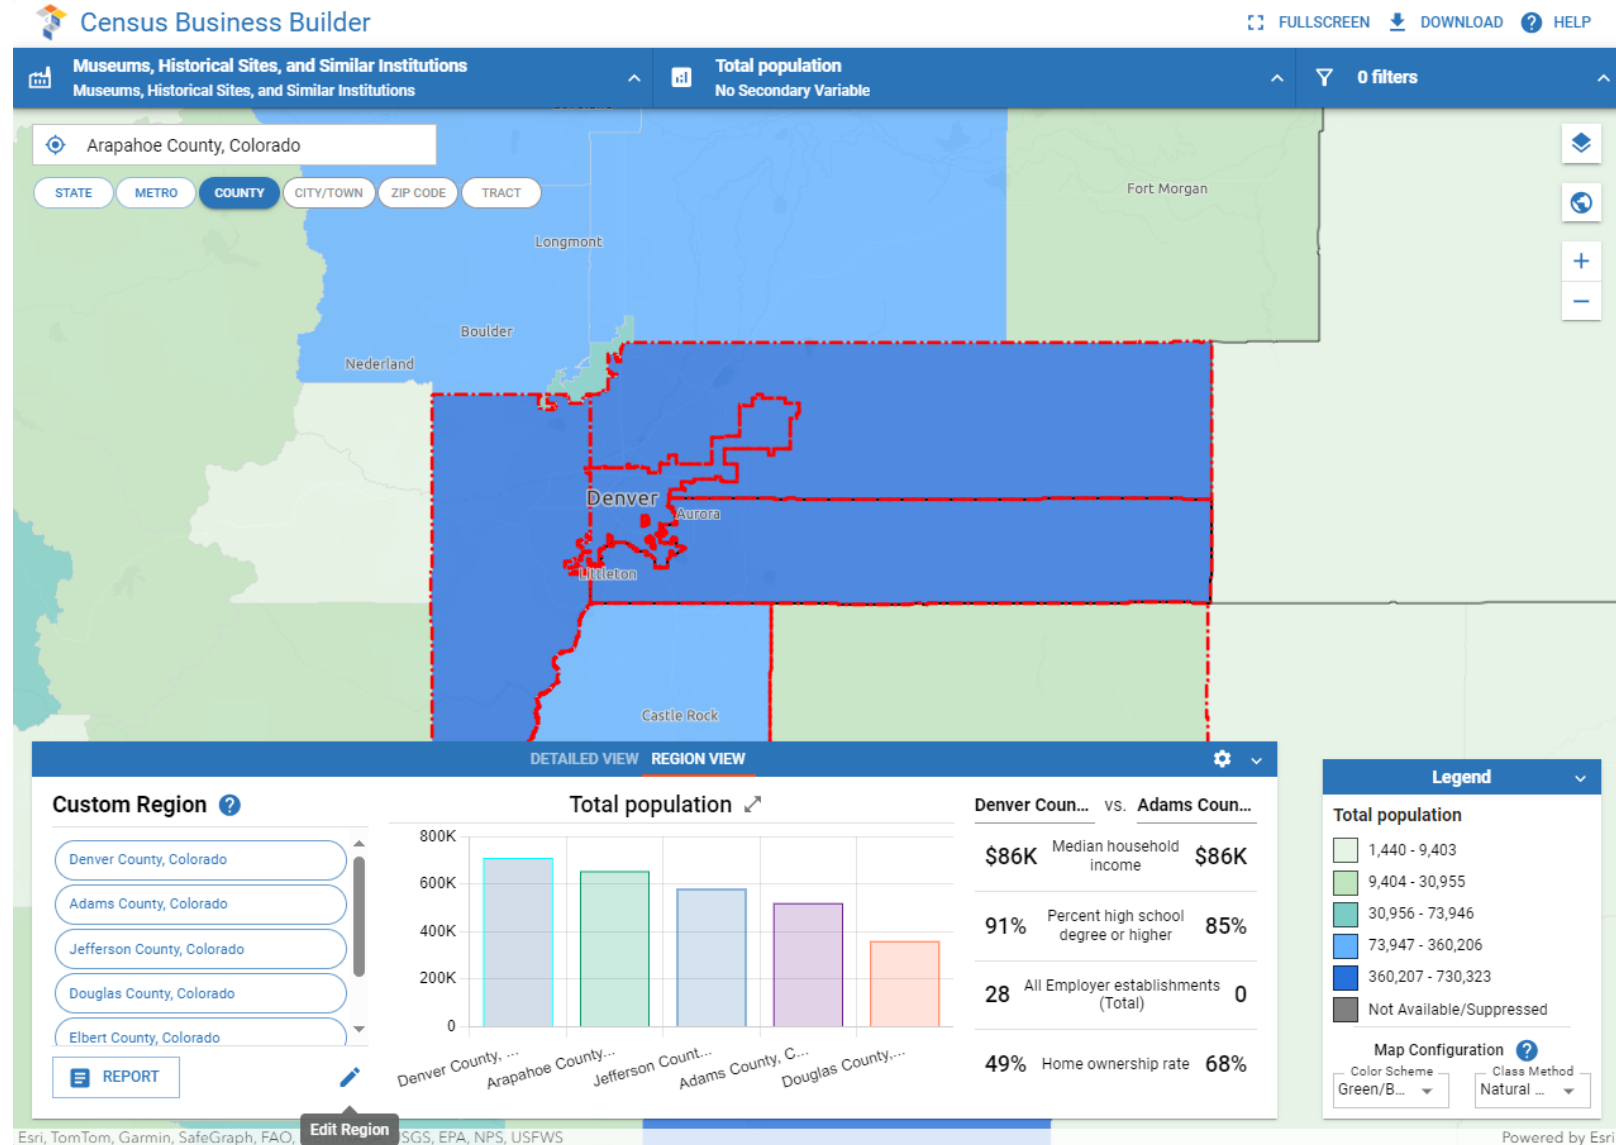 Census Business Builder
FULLSCREEN
DOWNLOAD
HELP
Museums, Historical Sites, and Similar Institutions
Museums, Historical Sites, and Similar Institutions
Total population
No Secondary Variable
0 filters
Arapahoe County, Colorado
STATE
METRO
COUNTY
CITY/TOWN
ZIP CODE
TRACT
Fort Morgan
Longmont
Boulder
Nederland
Denver
Aurora
Littleton
Castle Rock
DETAILED VIEW
REGION VIEW
Custom Region
Denver County, Colorado
Adams County, Colorado
Jefferson County, Colorado
Douglas County, Colorado
Elbert County, Colorado
REPORT
Edit Region
Total population
800K
600K
400K
200K
0
Denver County, ...
Arapahoe County...
Jefferson Count...
Adams County, C...
Douglas County,...
Denver Coun... vs. Adams Coun...
$86K Median household income $86K
91% Percent high school degree or higher 85%
28 All Employer establishments (Total) 0
49% Home ownership rate 68%
Legend
Total population
1,440 - 9,403
9,404 - 30,955
30,956 - 73,946
73,947 - 360,206
360,207 - 730,323
Not Available/Suppressed
Map Configuration
Color Scheme
Green/B...
Class Method
Natural ...
Esri, TomTom, Garmin, SafeGraph, FAO, USGS, EPA, NPS, USFWS
Powered by Esri